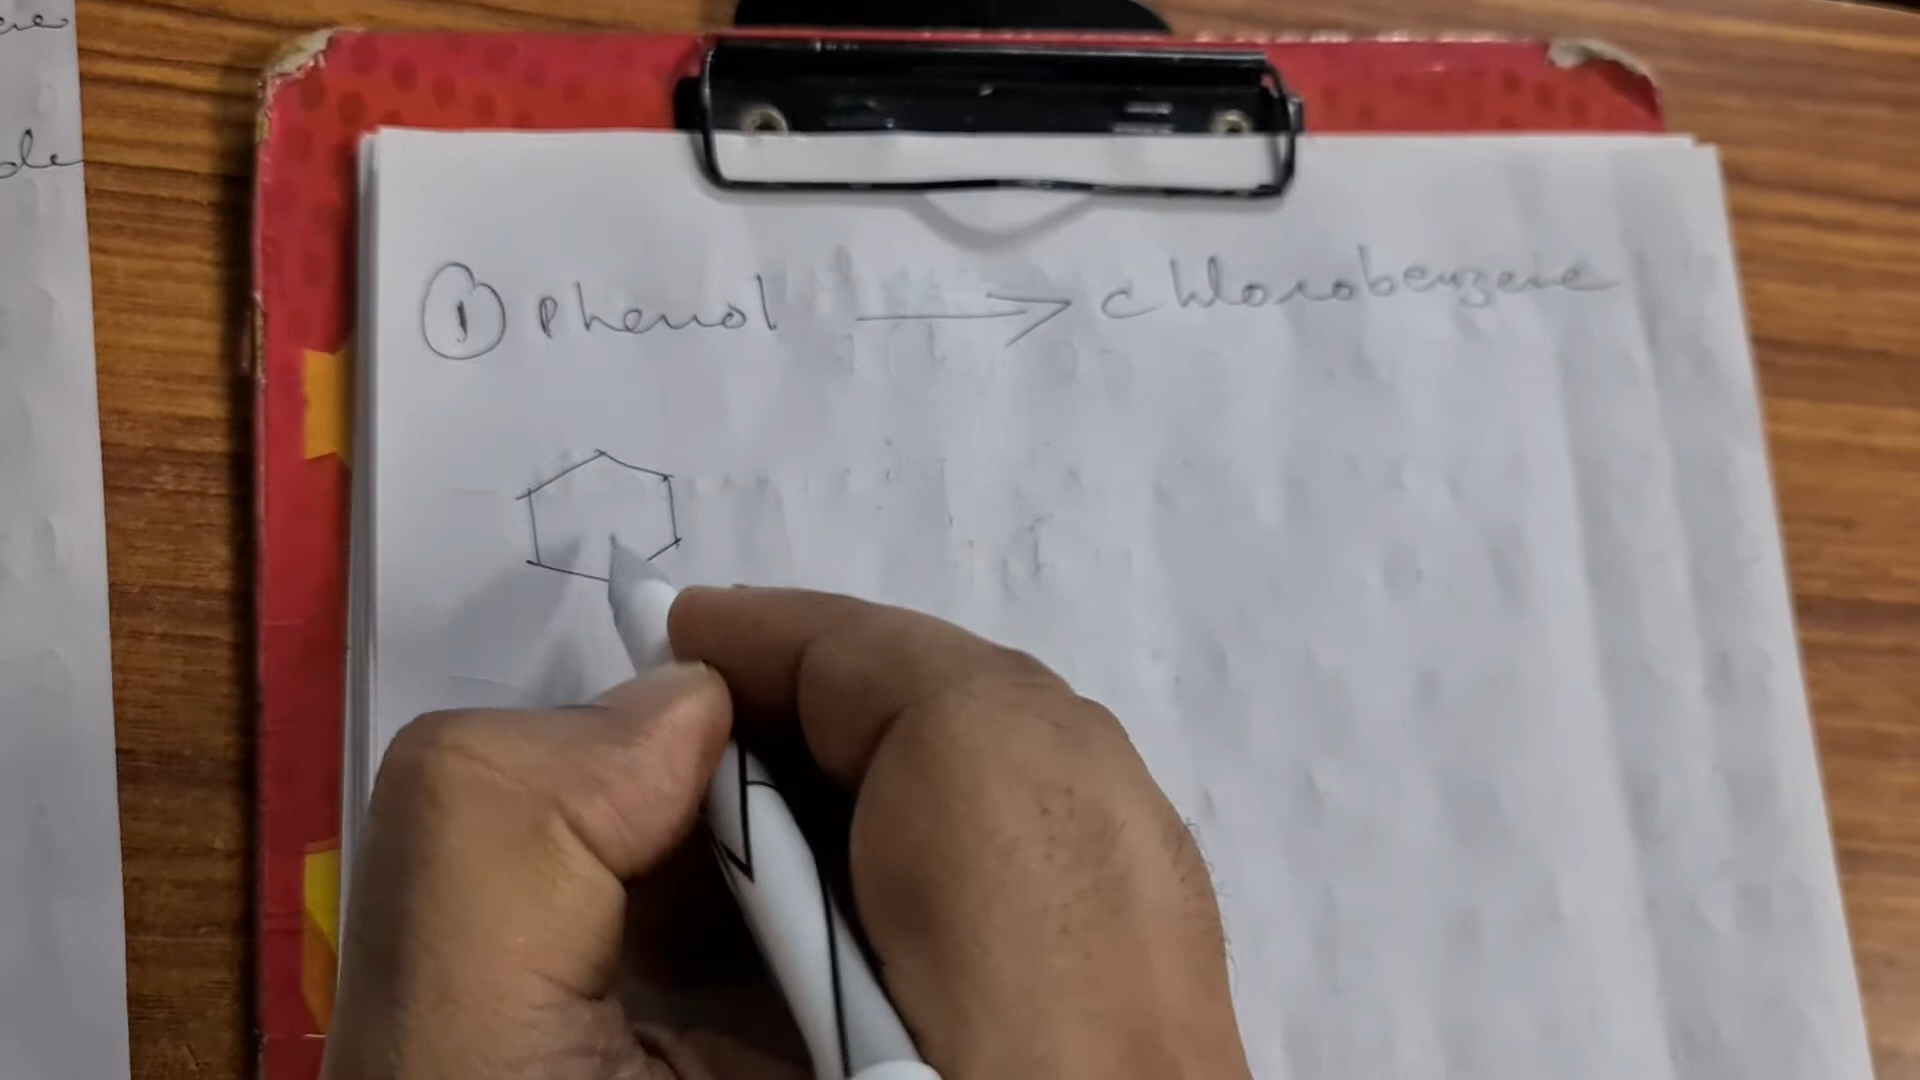 ① Phenol → chlorobenzene